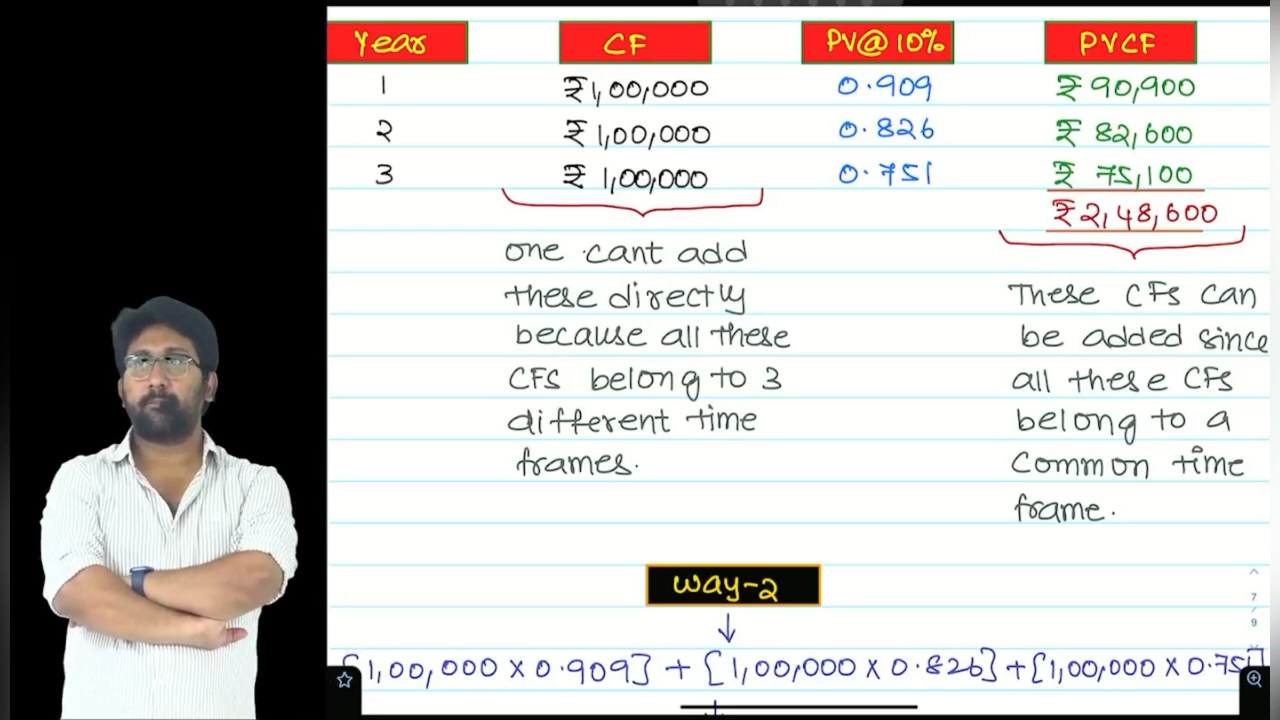 Year CF PV@10% PVCF
1 ₹1,00,000 0.909 ₹90,900
2 ₹1,00,000 0.826 ₹ 82,600
3 ₹ 1,00,000 0.751 ₹ 75,100
₹2,48,600
one cant add
these directly
because all these
CFS belong to 3
different time
frames.
These CFs can
be added since
all these CFs
belong to a
common time
frame.
way-2
[1,00,000 x 0.909] + [1,00,000 x 0.826] + [1,00,000 x 0.751]
7
/
9